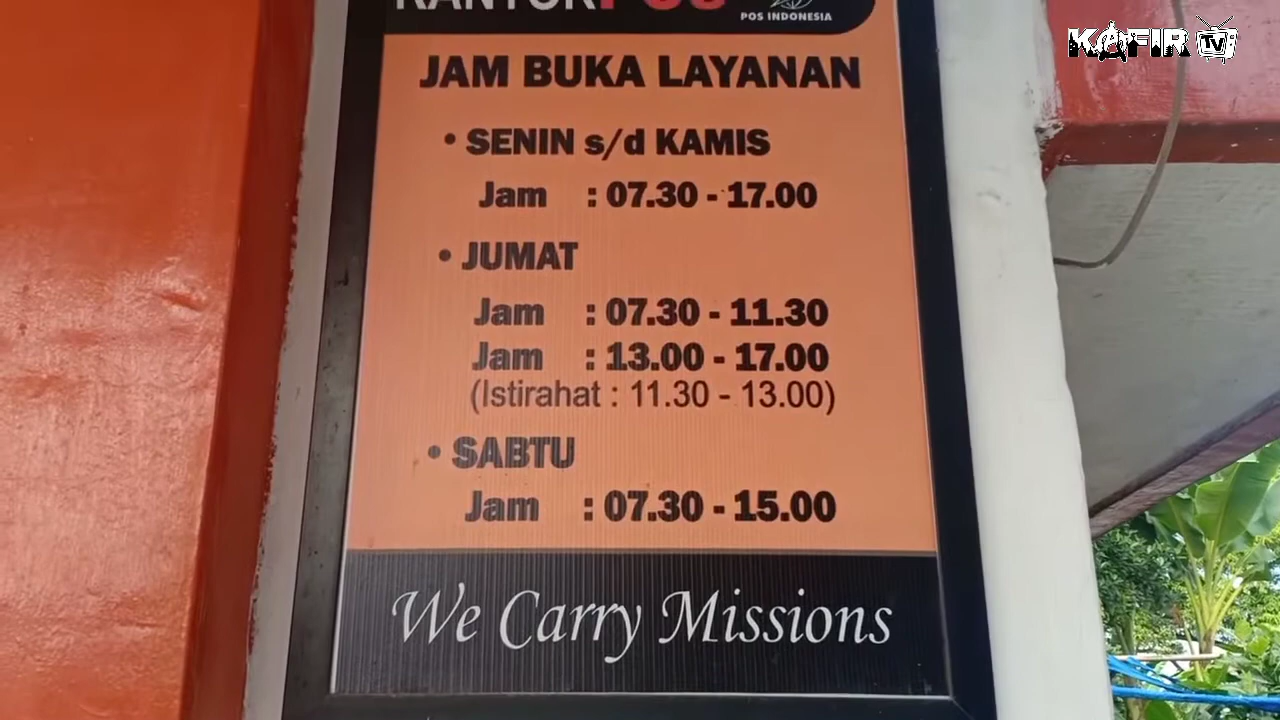 KANTOR POS
POS INDONESIA
KAFIR TV
JAM BUKA LAYANAN
• SENIN s/d KAMIS
Jam : 07.30 - 17.00
• JUMAT
Jam : 07.30 - 11.30
Jam : 13.00 - 17.00
(Istirahat : 11.30 - 13.00)
• SABTU
Jam : 07.30 - 15.00
We Carry Missions